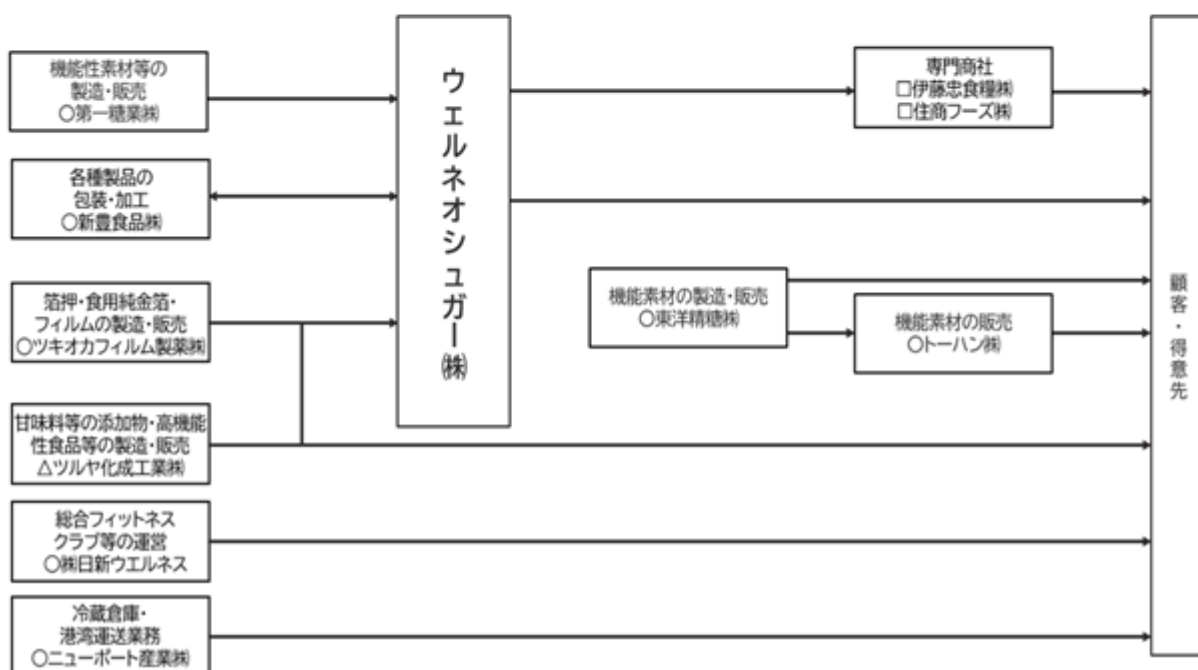 機能性素材等の
製造・販売
○第一糖業㈱
各種製品の
包装・加工
○新豊食品㈱
箔押・食用純金箔・
フィルムの製造・販売
○ツキオカフィルム製薬㈱
甘味料等の添加物・高機能
性食品等の製造・販売
△ツルヤ化成工業㈱
総合フィットネス
クラブ等の運営
○㈱日新ウエルネス
冷蔵倉庫・
港湾運送業務
○ニューポート産業㈱
ウェルネオシュガー㈱
専門商社
□伊藤忠食糧㈱
□住商フーズ㈱
機能素材の製造・販売
○東洋精糖㈱
機能素材の販売
○トーハン㈱
顧客・得意先